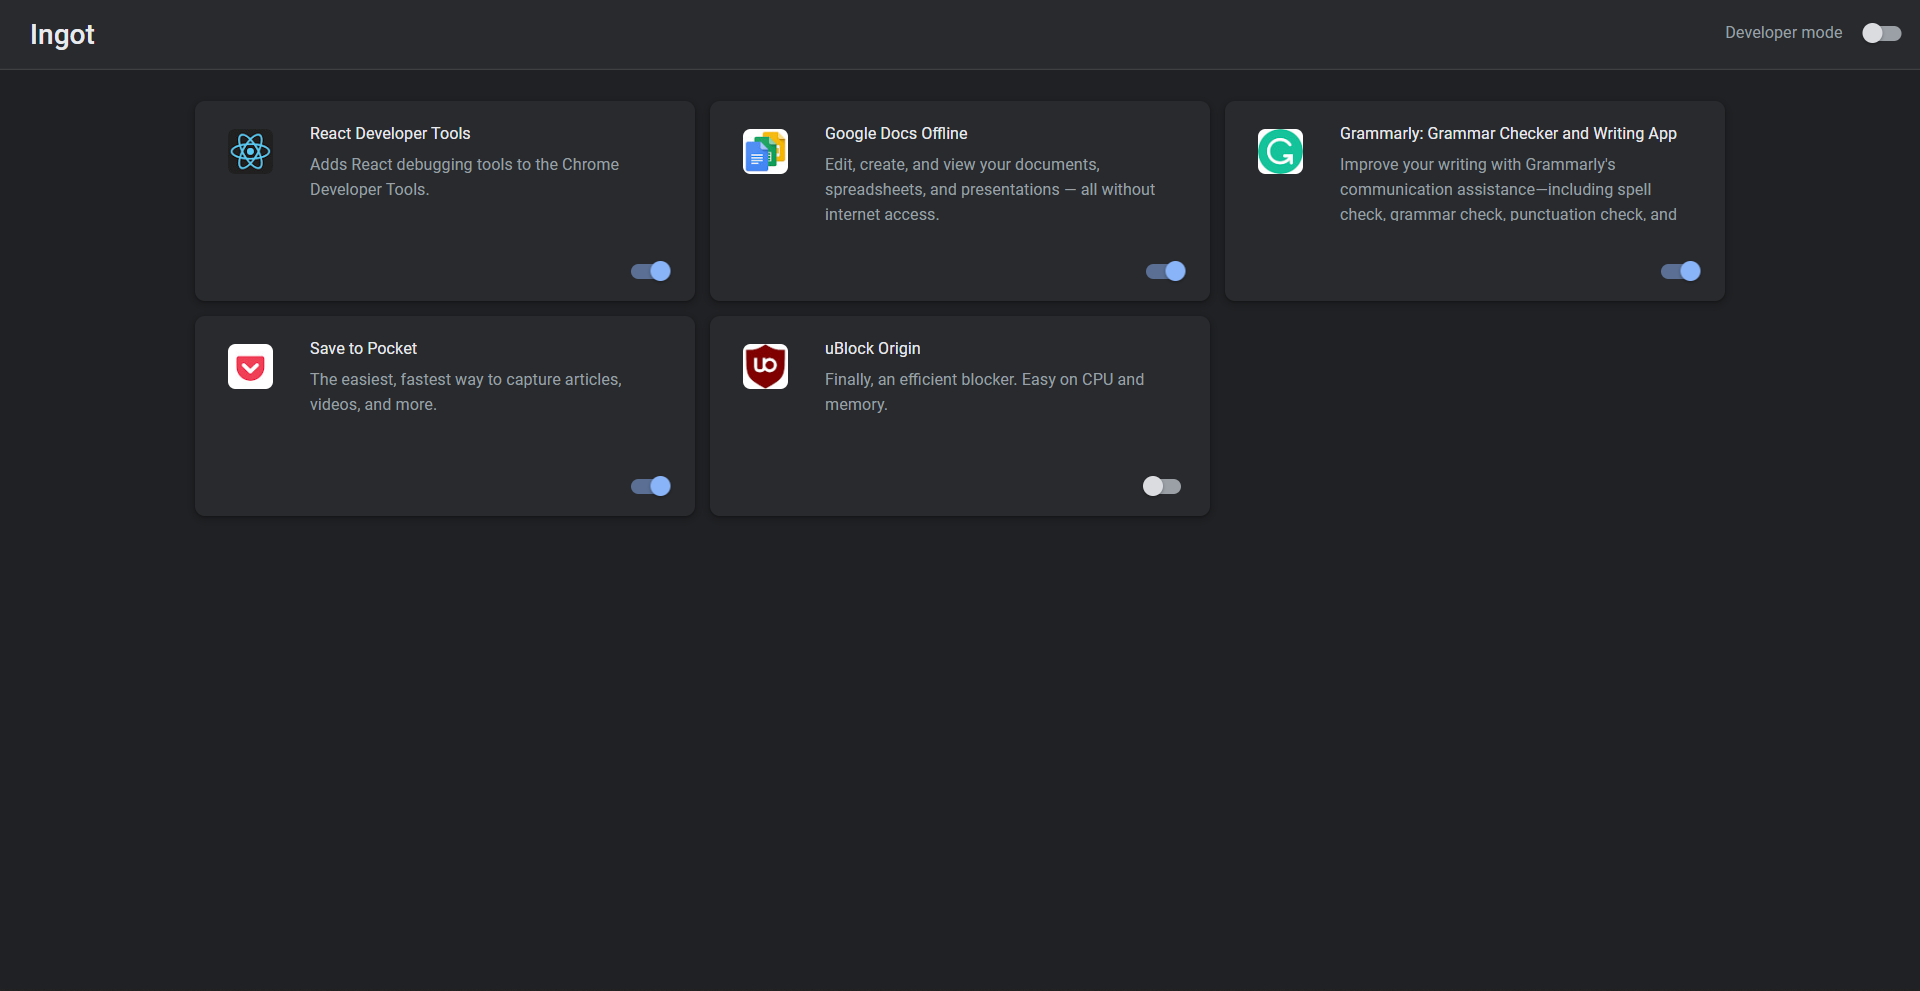 Ingot
Developer mode
React Developer Tools
Adds React debugging tools to the Chrome
Developer Tools.
Google Docs Offline
Edit, create, and view your documents,
spreadsheets, and presentations — all without
internet access.
Grammarly: Grammar Checker and Writing App
Improve your writing with Grammarly's
communication assistance—including spell
check, grammar check, punctuation check, and
Save to Pocket
The easiest, fastest way to capture articles,
videos, and more.
uBlock Origin
Finally, an efficient blocker. Easy on CPU and
memory.